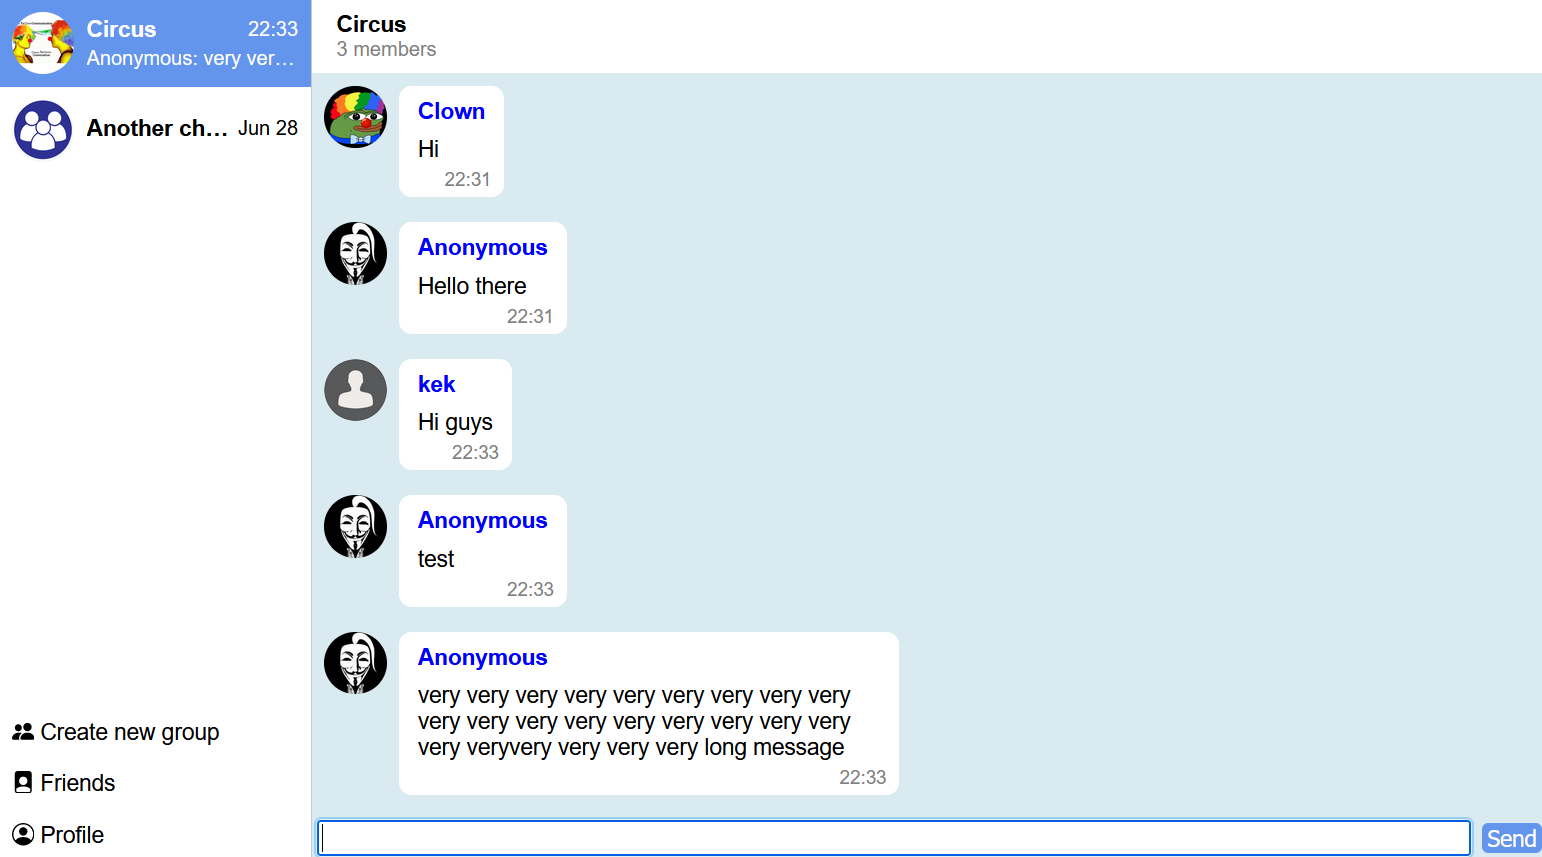 Circus 22:33
Anonymous: very ver...
Another ch... Jun 28
Create new group
Friends
Profile
Circus
3 members
Clown
Hi
22:31
Anonymous
Hello there
22:31
kek
Hi guys
22:33
Anonymous
test
22:33
Anonymous
very very very very very very very very very
very very very very very very very very very
very veryvery very very very long message
22:33
Send